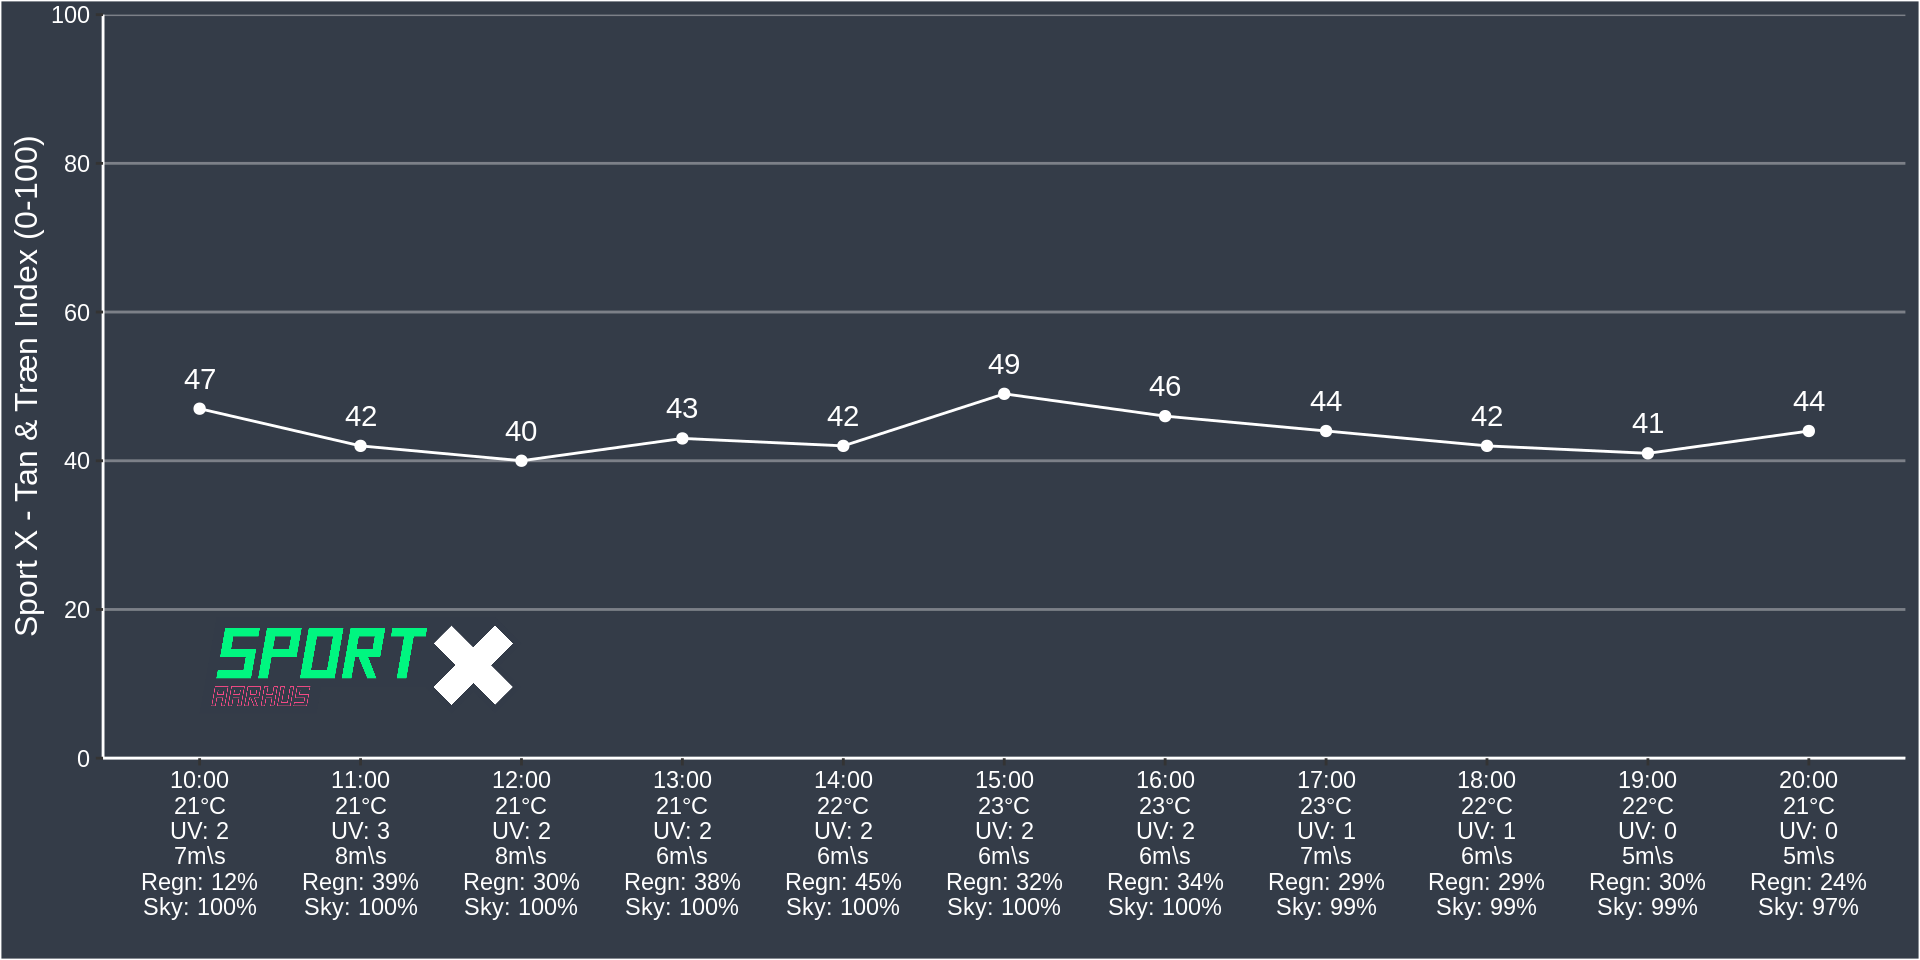 Sport X - Tan & Træn Index (0-100)
100
80
60
40
20
0
47
42
40
43
42
49
46
44
42
41
44
SPORT X
AARHUS
10:00 11:00 12:00 13:00 14:00 15:00 16:00 17:00 18:00 19:00 20:00
21°C 21°C 21°C 21°C 22°C 23°C 23°C 23°C 22°C 22°C 21°C
UV: 2 UV: 3 UV: 2 UV: 2 UV: 2 UV: 2 UV: 2 UV: 1 UV: 1 UV: 0 UV: 0
7m\s 8m\s 8m\s 6m\s 6m\s 6m\s 6m\s 7m\s 6m\s 5m\s 5m\s
Regn: 12% Regn: 39% Regn: 30% Regn: 38% Regn: 45% Regn: 32% Regn: 34% Regn: 29% Regn: 29% Regn: 30% Regn: 24%
Sky: 100% Sky: 100% Sky: 100% Sky: 100% Sky: 100% Sky: 100% Sky: 100% Sky: 99% Sky: 99% Sky: 99% Sky: 97%